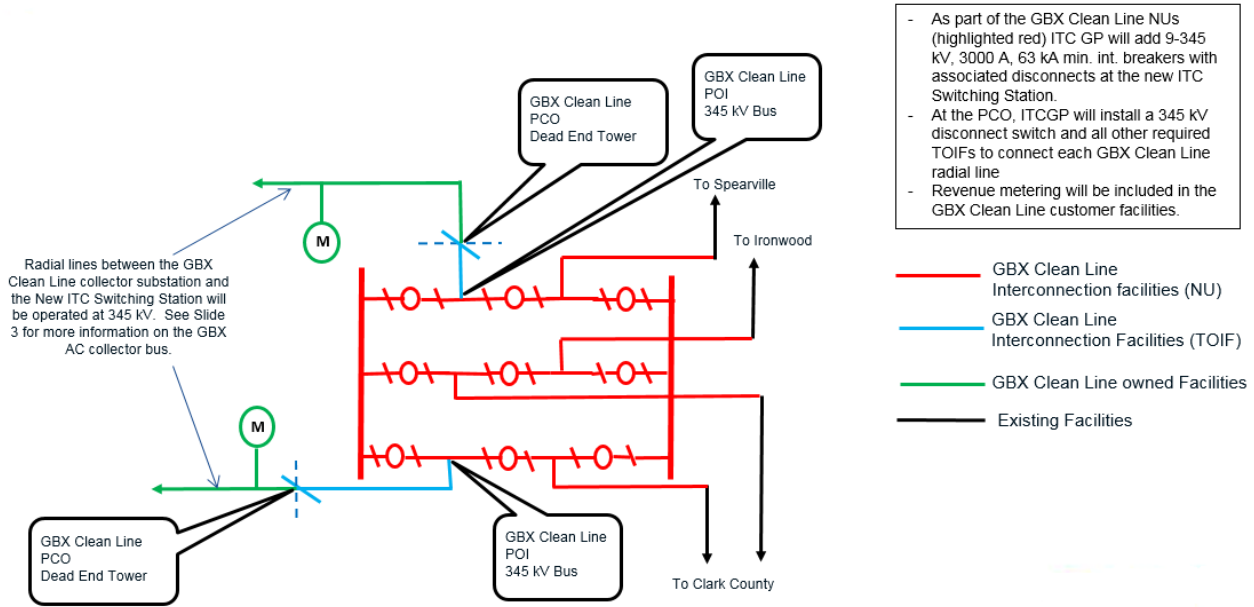 - As part of the GBX Clean Line NUs
(highlighted red) ITC GP will add 9-345
kV, 3000 A, 63 kA min. int. breakers with
associated disconnects at the new ITC
Switching Station.
- At the PCO, ITCGP will install a 345 kV
disconnect switch and all other required
TOIFs to connect each GBX Clean Line
radial line
- Revenue metering will be included in the
GBX Clean Line customer facilities.
GBX Clean Line
POI
345 kV Bus
GBX Clean Line
PCO
Dead End Tower
To Spearville
To Ironwood
M
Radial lines between the GBX
Clean Line collector substation and
the New ITC Switching Station will
be operated at 345 kV. See Slide
3 for more information on the GBX
AC collector bus.
GBX Clean Line
Interconnection facilities (NU)
GBX Clean Line
Interconnection Facilities (TOIF)
GBX Clean Line owned Facilities
Existing Facilities
M
GBX Clean Line
PCO
Dead End Tower
GBX Clean Line
POI
345 kV Bus
To Clark County